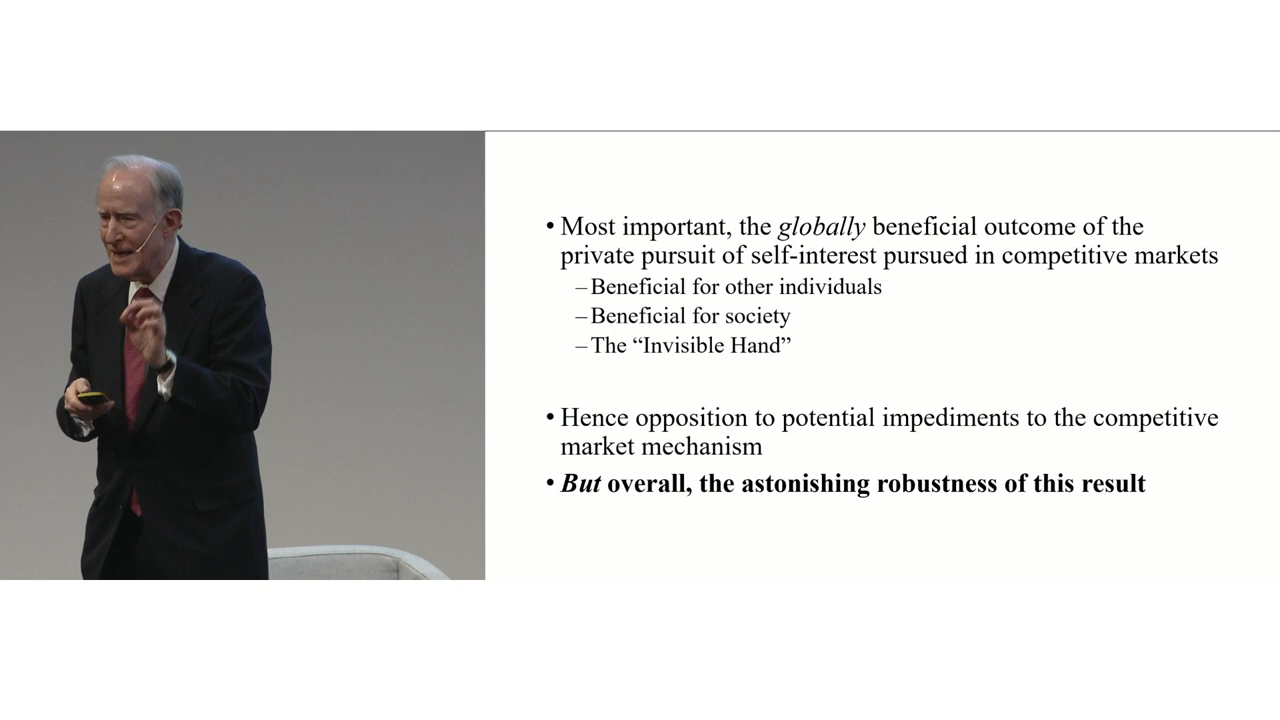 • Most important, the globally beneficial outcome of the
private pursuit of self-interest pursued in competitive markets
– Beneficial for other individuals
– Beneficial for society
– The “Invisible Hand”
• Hence opposition to potential impediments to the competitive
market mechanism
• But overall, the astonishing robustness of this result